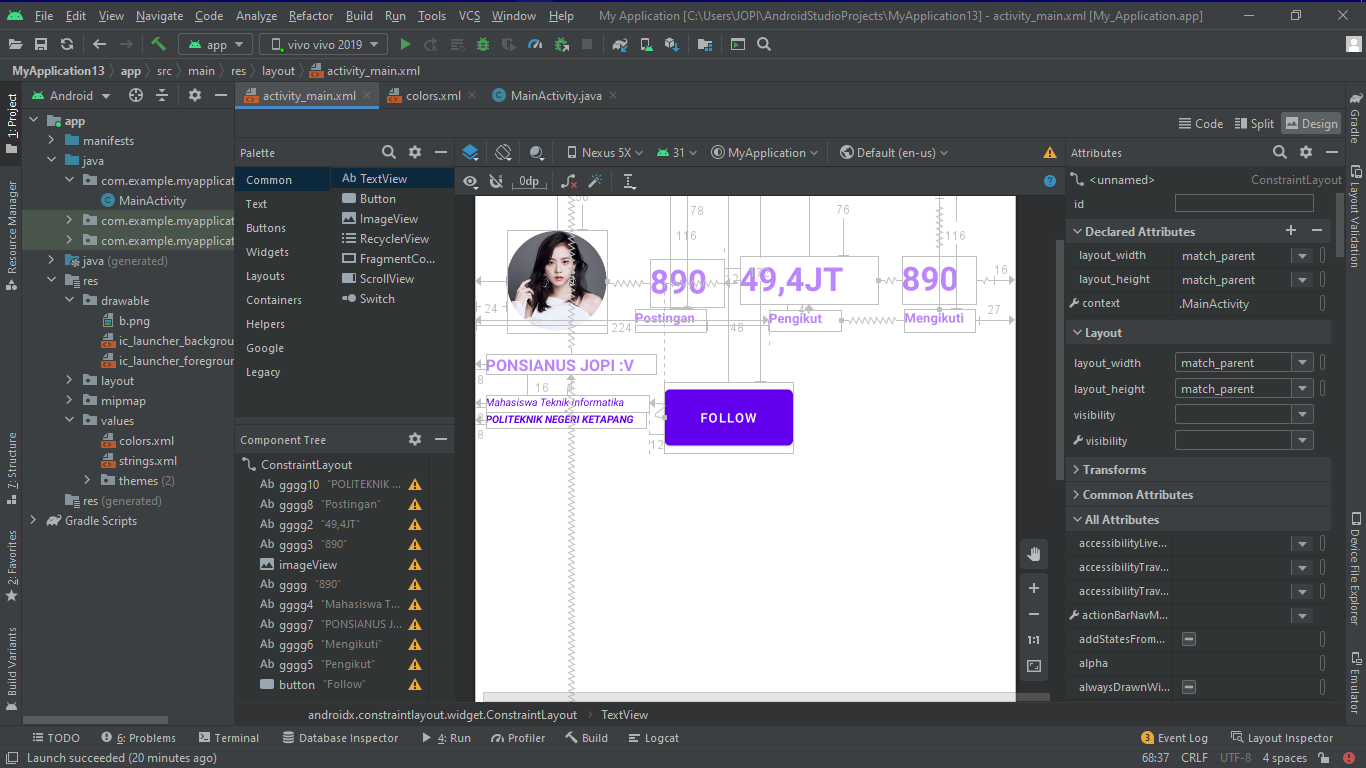 File Edit View Navigate Code Analyze Refactor Build Run Tools VCS Window Help My Application [C:\Users\JOPI\AndroidStudioProjects\MyApplication13] - activity_main.xml [My_Application.app]
app vivo vivo 2019
MyApplication13 app src main res layout activity_main.xml
Android activity_main.xml colors.xml MainActivity.java
Code Split Design
1: Project
Resource Manager
7: Structure
2: Favorites
Build Variants
app
manifests
java
com.example.myapplicat
MainActivity
com.example.myapplicat
com.example.myapplicat
java (generated)
res
drawable
b.png
ic_launcher_backgrou
ic_launcher_foregrour
layout
mipmap
values
colors.xml
strings.xml
themes (2)
res (generated)
Gradle Scripts
Palette
Common
Text
Buttons
Widgets
Layouts
Containers
Helpers
Google
Legacy
Ab TextView
Button
ImageView
RecyclerView
FragmentCo...
ScrollView
Switch
Component Tree
ConstraintLayout
Ab gggg10 "POLITEKNIK ...
Ab gggg8 "Postingan"
Ab gggg2 "49,4JT"
Ab gggg3 "890"
imageView
Ab gggg "890"
Ab gggg4 "Mahasiswa T...
Ab gggg7 "PONSIANUS J...
Ab gggg6 "Mengikuti"
Ab gggg5 "Pengikut"
button "Follow"
Nexus 5X 31 MyApplication Default (en-us)
0dp
78 76
116 116
890 49,4JT 890 16
24 27
Postingan Pengikut Mengikuti
224 48
PONSIANUS JOPI :V
8 16
Mahasiswa Teknik Informatika
POLITEKNIK NEGERI KETAPANG
8 12
FOLLOW
1:1
Attributes
<unnamed> ConstraintLayout
id
Declared Attributes
layout_width match_parent
layout_height match_parent
context .MainActivity
Layout
layout_width match_parent
layout_height match_parent
visibility
visibility
Transforms
Common Attributes
All Attributes
accessibilityLive...
accessibilityTrav...
accessibilityTrav...
actionBarNavM...
addStatesFrom...
alpha
alwaysDrawnWi...
Gradle
Layout Validation
Device File Explorer
Emulator
androidx.constraintlayout.widget.ConstraintLayout TextView
TODO 6: Problems Terminal Database Inspector 4: Run Profiler Build Logcat 3 Event Log Layout Inspector
Launch succeeded (20 minutes ago) 68:37 CRLF UTF-8 4 spaces